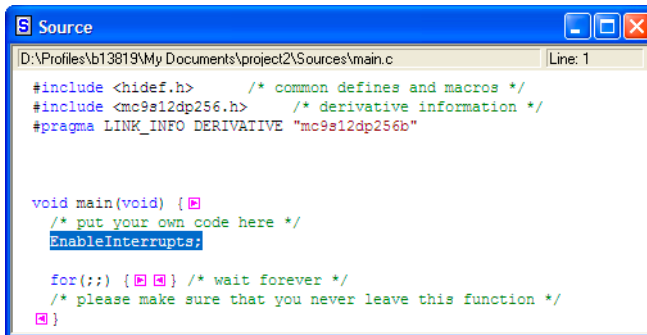 S Source
D:\Profiles\b13819\My Documents\project2\Sources\main.c Line: 1
#include <hidef.h> /* common defines and macros */
#include <mc9s12dp256.h> /* derivative information */
#pragma LINK_INFO DERIVATIVE "mc9s12dp256b"
void main(void) {
/* put your own code here */
EnableInterrupts;
for(;;) { } /* wait forever */
/* please make sure that you never leave this function */
}